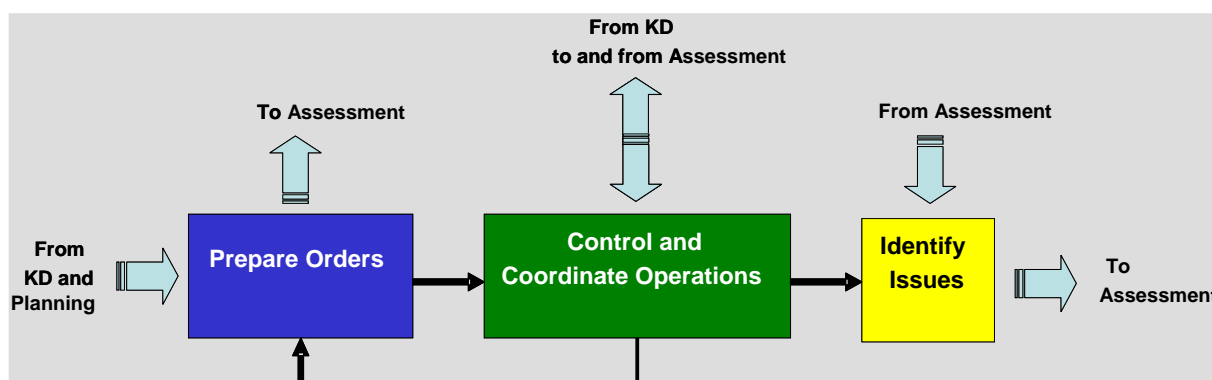 From KD
to and from Assessment
To Assessment
From Assessment
From
KD and
Planning
Prepare Orders
Control and
Coordinate Operations
Identify
Issues
To
Assessment